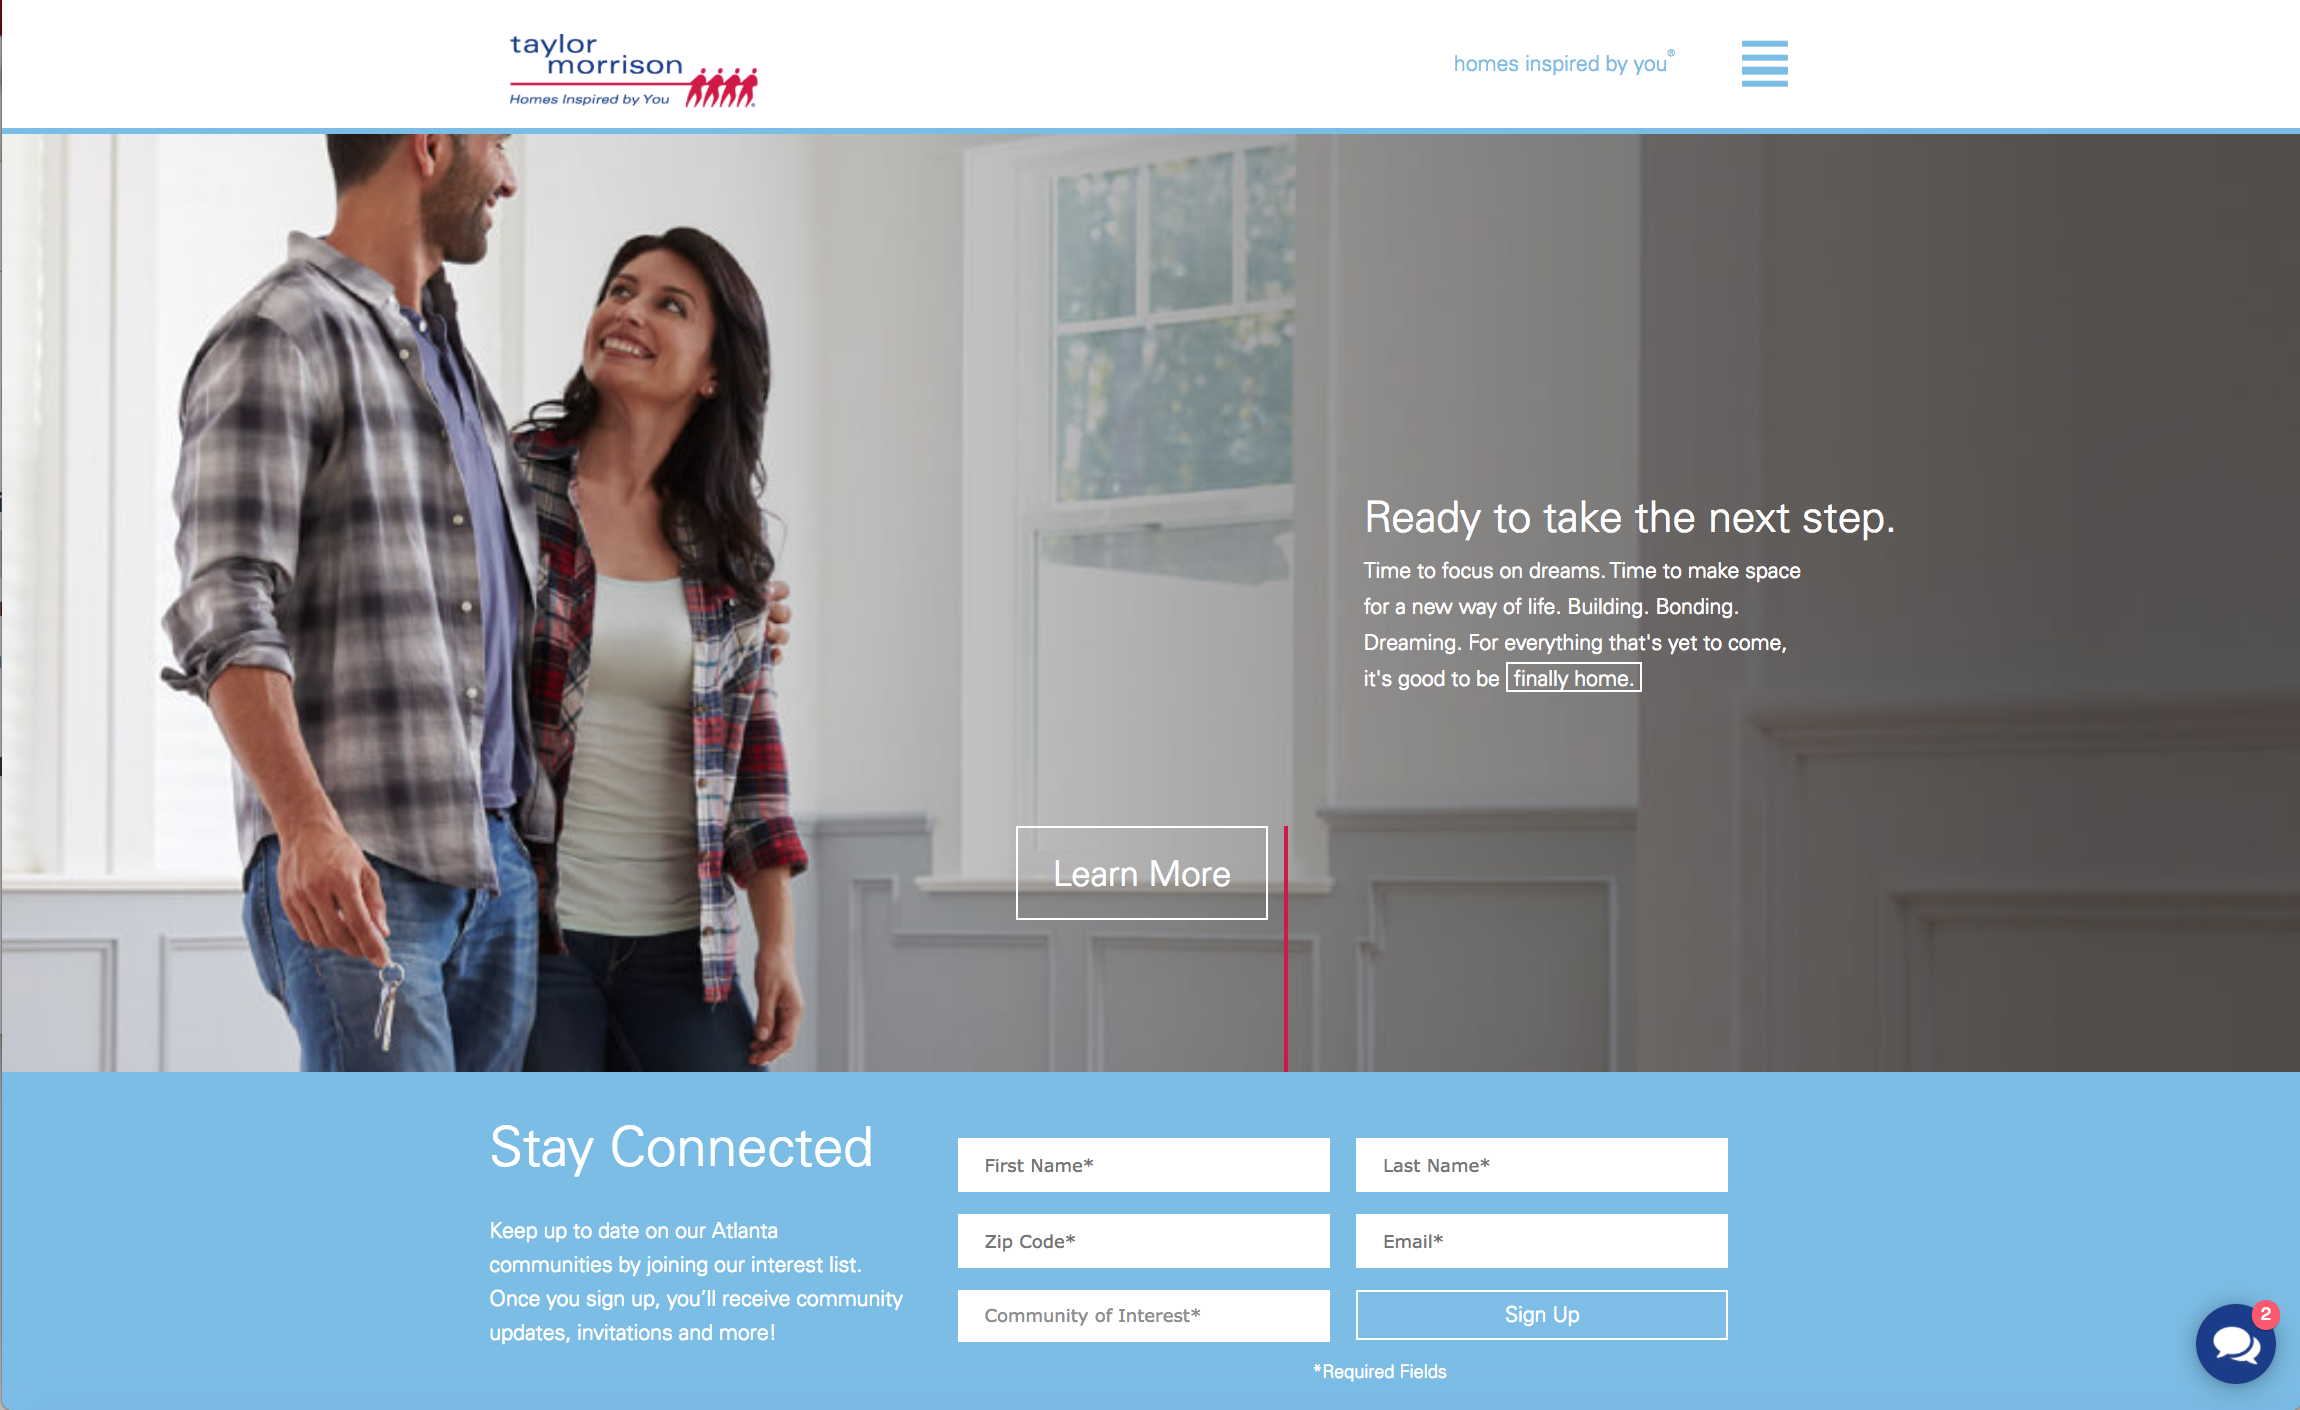 taylor
morrison
Homes Inspired by You
homes inspired by you®
Ready to take the next step.
Time to focus on dreams. Time to make space
for a new way of life. Building. Bonding.
Dreaming. For everything that's yet to come,
it's good to be finally home.
Learn More
Stay Connected
Keep up to date on our Atlanta
communities by joining our interest list.
Once you sign up, you’ll receive community
updates, invitations and more!
First Name*
Last Name*
Zip Code*
Email*
Community of Interest*
Sign Up
*Required Fields
2